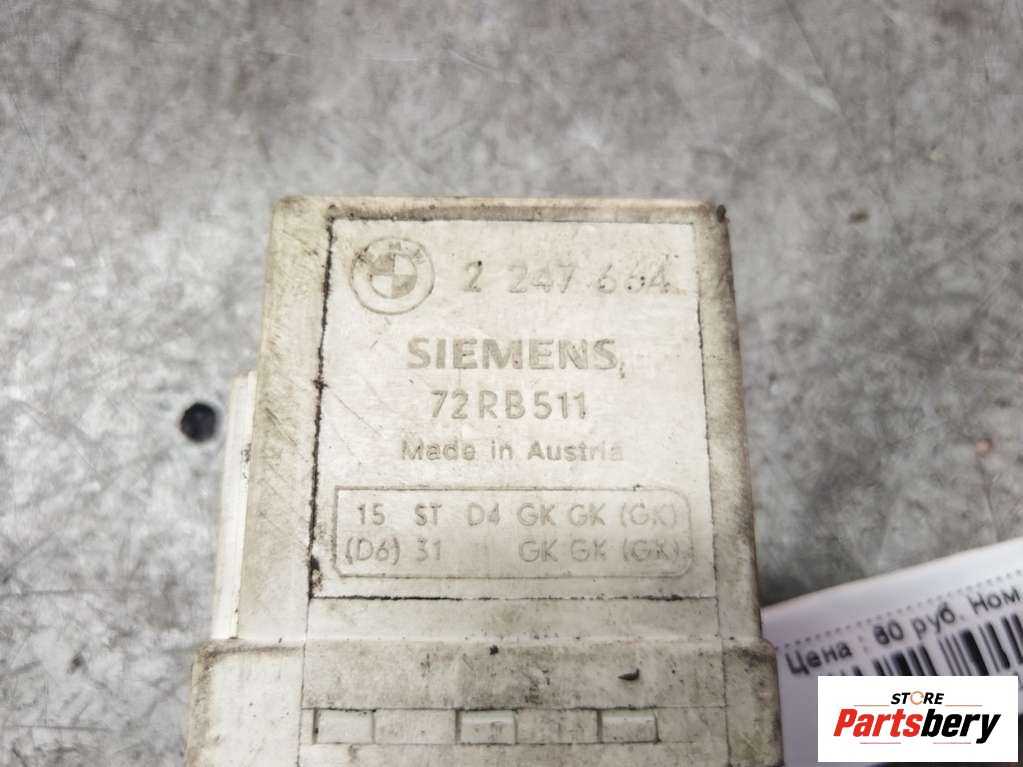 BMW 2 247 664
SIEMENS
72RB511
Made in Austria
15 ST D4 GK GK (GK)
(D6) 31 GK GK (GK)
Цена : 80 руб. Ном
STORE
Partsbery